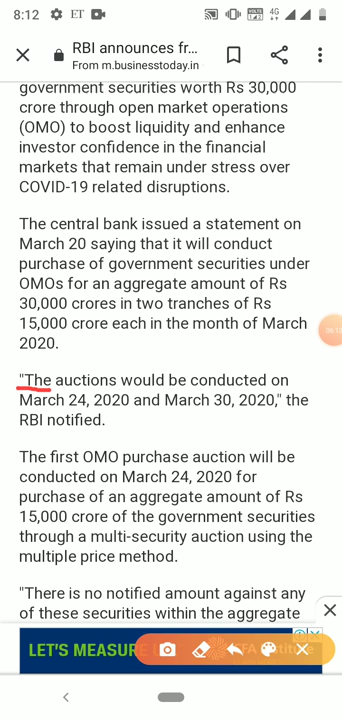 8:12 ET 4G
RBI announces fr...
From m.businesstoday.in
government securities worth Rs 30,000
crore through open market operations
(OMO) to boost liquidity and enhance
investor confidence in the financial
markets that remain under stress over
COVID-19 related disruptions.
The central bank issued a statement on
March 20 saying that it will conduct
purchase of government securities under
OMOs for an aggregate amount of Rs
30,000 crores in two tranches of Rs
15,000 crore each in the month of March
2020.
"The auctions would be conducted on
March 24, 2020 and March 30, 2020," the
RBI notified.
The first OMO purchase auction will be
conducted on March 24, 2020 for
purchase of an aggregate amount of Rs
15,000 crore of the government securities
through a multi-security auction using the
multiple price method.
"There is no notified amount against any
of these securities within the aggregate
LET'S MEASURE